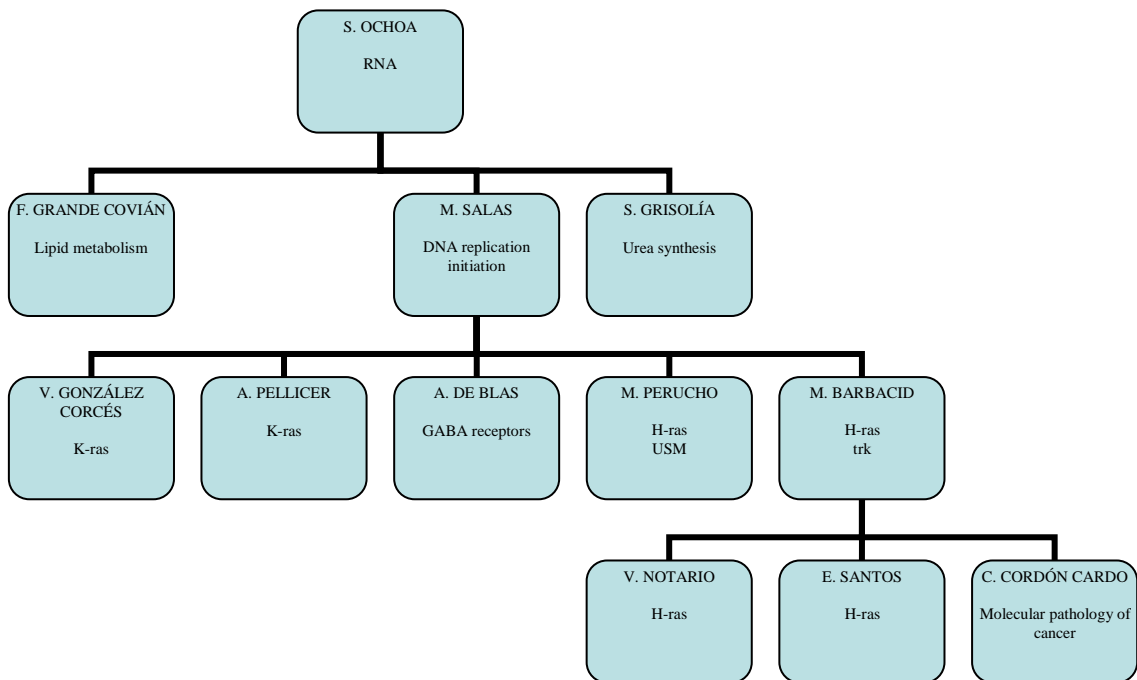 S. OCHOA
RNA
F. GRANDE COVIÁN
Lipid metabolism
M. SALAS
DNA replication
initiation
S. GRISOLÍA
Urea synthesis
V. GONZÁLEZ
CORCÉS
K-ras
A. PELLICER
K-ras
A. DE BLAS
GABA receptors
M. PERUCHO
H-ras
USM
M. BARBACID
H-ras
trk
V. NOTARIO
H-ras
E. SANTOS
H-ras
C. CORDÓN CARDO
Molecular pathology of
cancer